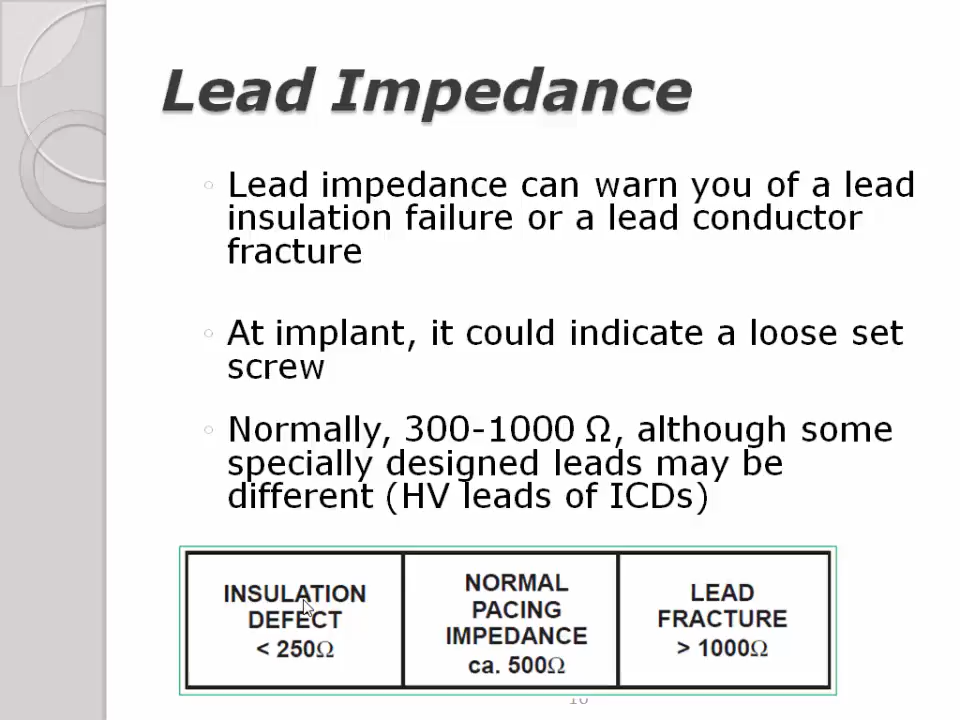 Lead Impedance
Lead impedance can warn you of a lead
insulation failure or a lead conductor
fracture
At implant, it could indicate a loose set
screw
Normally, 300-1000 Ω, although some
specially designed leads may be
different (HV leads of ICDs)
INSULATION
DEFECT
< 250Ω
NORMAL
PACING
IMPEDANCE
ca. 500Ω
LEAD
FRACTURE
> 1000Ω